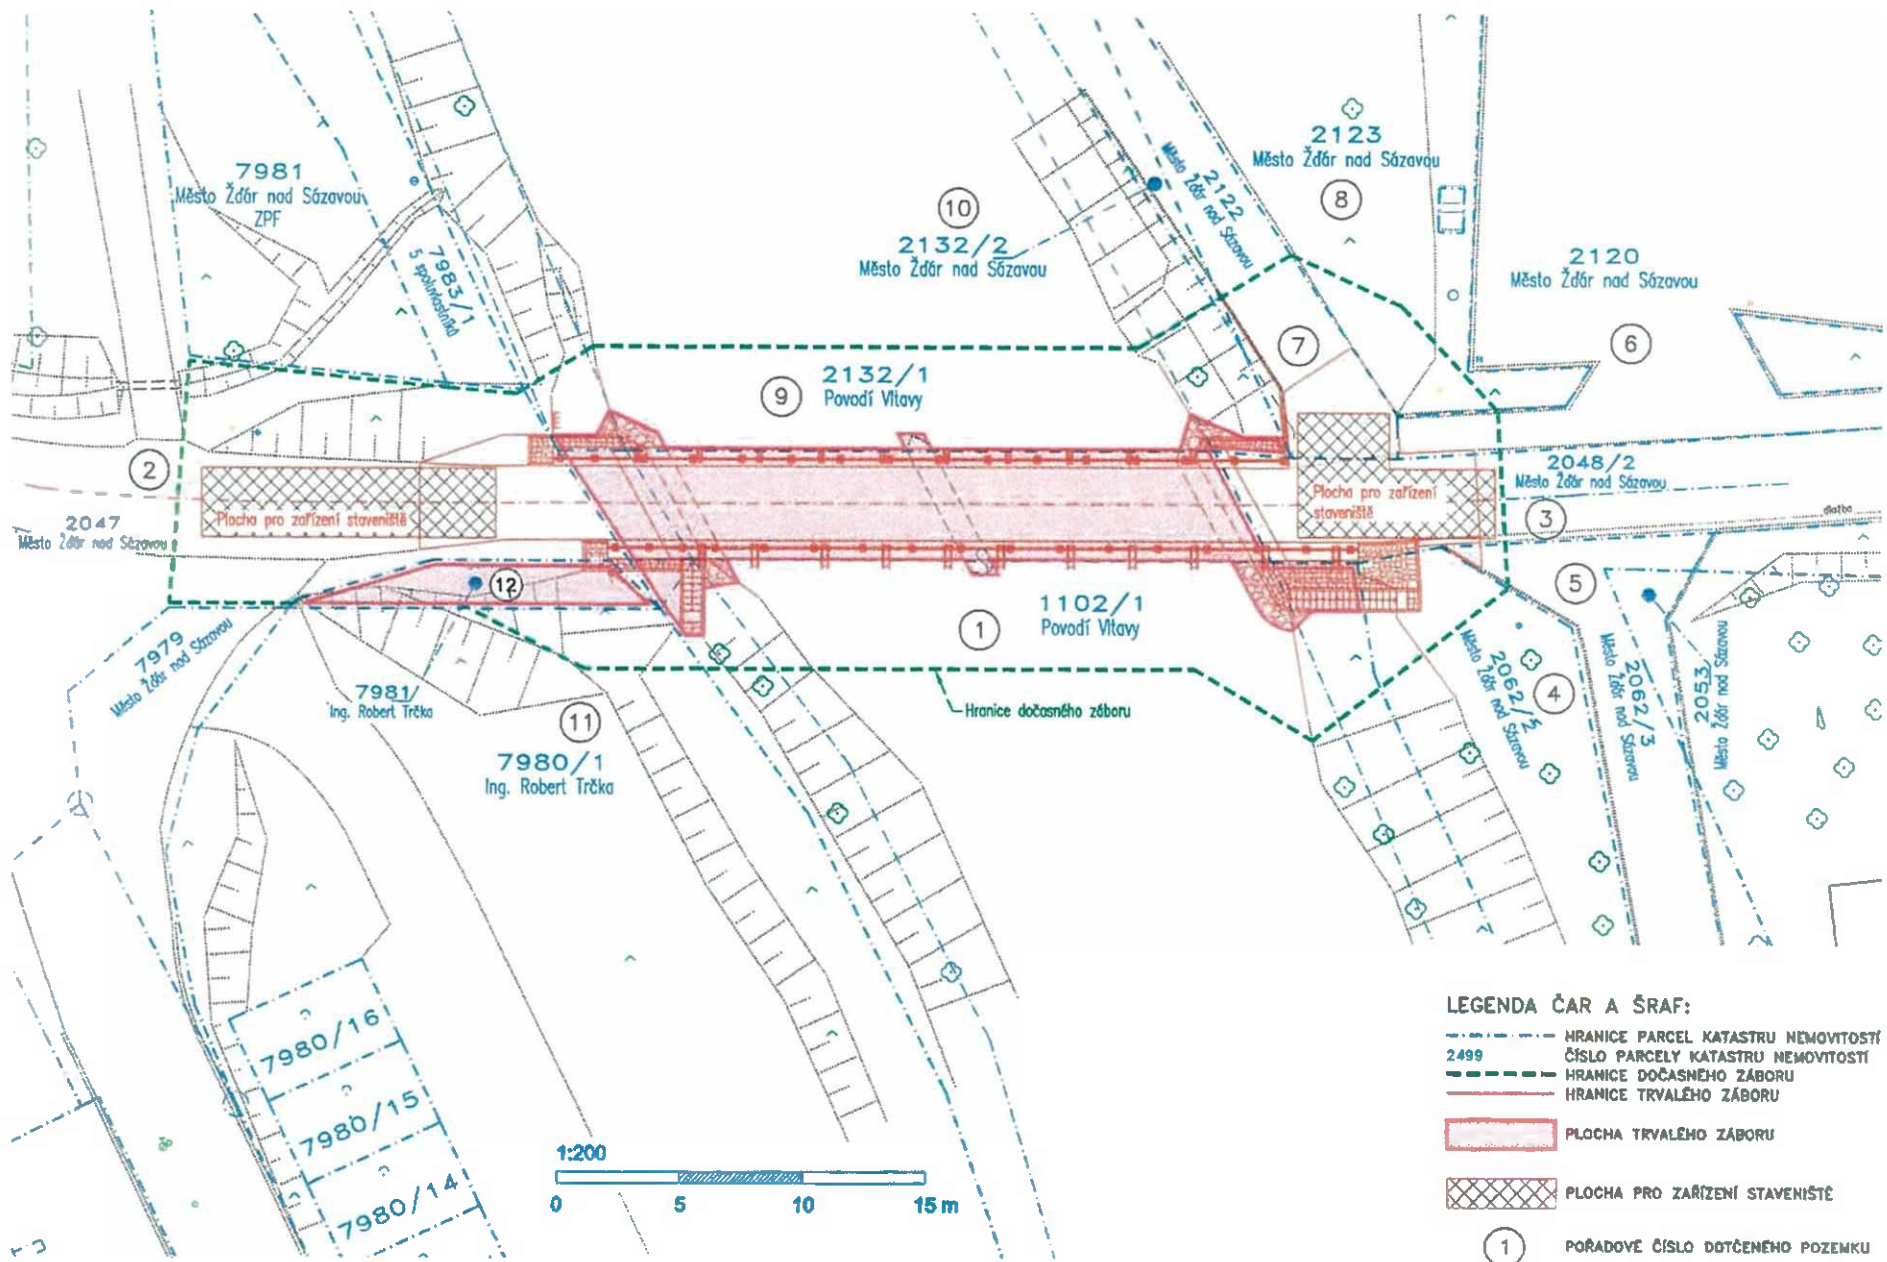 7981
Město Žďár nad Sázavou
ZPF
7983/1
5 spoluvlastníků
10
2132/2
Město Žďár nad Sázavou
2122
Město Žďár nad Sázavou
2123
Město Žďár nad Sázavou
8
2120
Město Žďár nad Sázavou
6
7
9
2132/1
Povodí Vltavy
2
2047
Město Žďár nad Sázavou
Plocha pro zařízení staveniště
Plocha pro zařízení
staveniště
2048/2
Město Žďár nad Sázavou
3
dlažba
5
12
1
1102/1
Povodí Vltavy
7979
Město Žďár nad Sázavou
7981/
Ing. Robert Trčka
11
7980/1
Ing. Robert Trčka
Hranice dočasného záboru
2062/5
Město Žďár nad Sázavou
4
2062/3
Město Žďár nad Sázavou
2053
Město Žďár nad Sázavou
7980/16
7980/15
7980/14
1:200
0 5 10 15 m
LEGENDA ČAR A ŠRAF:
HRANICE PARCEL KATASTRU NEMOVITOSTÍ
2499 ČÍSLO PARCELY KATASTRU NEMOVITOSTÍ
HRANICE DOČASNÉHO ZÁBORU
HRANICE TRVALÉHO ZÁBORU
PLOCHA TRVALÉHO ZÁBORU
PLOCHA PRO ZAŘÍZENÍ STAVENIŠTĚ
1 POŘADOVÉ ČÍSLO DOTČENÉHO POZEMKU